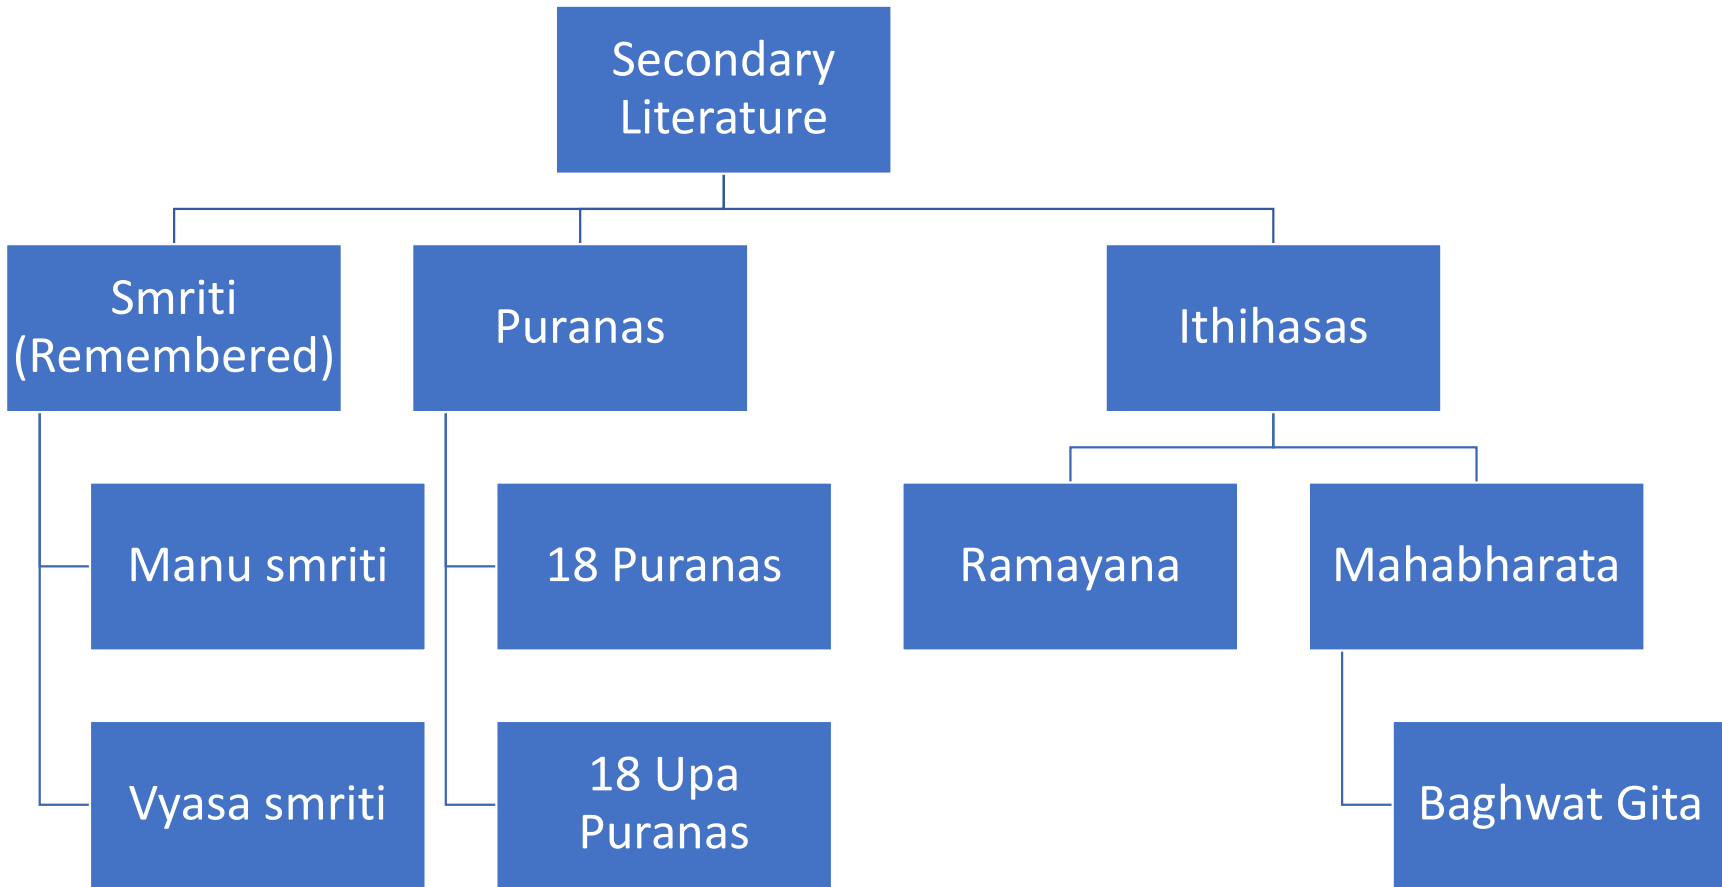 Secondary
Literature
Smriti
(Remembered)
Puranas
Ithihasas
Manu smriti
18 Puranas
Ramayana
Mahabharata
Vyasa smriti
18 Upa
Puranas
Baghwat Gita